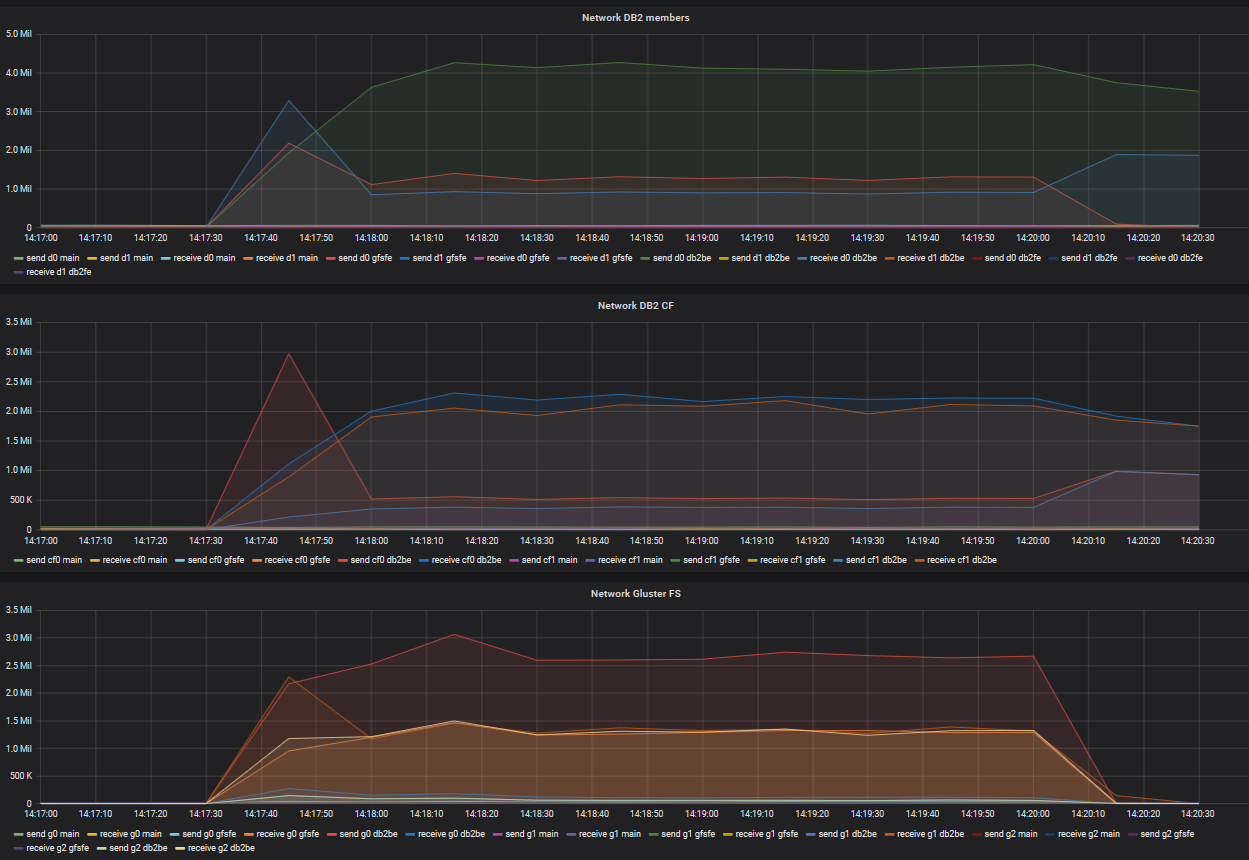 Network DB2 members
5.0 Mil
4.0 Mil
3.0 Mil
2.0 Mil
1.0 Mil
0
14:17:00 14:17:10 14:17:20 14:17:30 14:17:40 14:17:50 14:18:00 14:18:10 14:18:20 14:18:30 14:18:40 14:18:50 14:19:00 14:19:10 14:19:20 14:19:30 14:19:40 14:19:50 14:20:00 14:20:10 14:20:20 14:20:30
send d0 main send d1 main receive d0 main receive d1 main send d0 gfsfe send d1 gfsfe receive d0 gfsfe receive d1 gfsfe send d0 db2be send d1 db2be receive d0 db2be receive d1 db2be send d0 db2fe send d1 db2fe receive d0 db2fe
receive d1 db2fe
Network DB2 CF
3.5 Mil
3.0 Mil
2.5 Mil
2.0 Mil
1.5 Mil
1.0 Mil
500 K
0
14:17:00 14:17:10 14:17:20 14:17:30 14:17:40 14:17:50 14:18:00 14:18:10 14:18:20 14:18:30 14:18:40 14:18:50 14:19:00 14:19:10 14:19:20 14:19:30 14:19:40 14:19:50 14:20:00 14:20:10 14:20:20 14:20:30
send cf0 main receive cf0 main send cf0 gfsfe receive cf0 gfsfe send cf0 db2be receive cf0 db2be send cf1 main receive cf1 main send cf1 gfsfe receive cf1 gfsfe send cf1 db2be receive cf1 db2be
Network Gluster FS
3.5 Mil
3.0 Mil
2.5 Mil
2.0 Mil
1.5 Mil
1.0 Mil
500 K
0
14:17:00 14:17:10 14:17:20 14:17:30 14:17:40 14:17:50 14:18:00 14:18:10 14:18:20 14:18:30 14:18:40 14:18:50 14:19:00 14:19:10 14:19:20 14:19:30 14:19:40 14:19:50 14:20:00 14:20:10 14:20:20 14:20:30
send g0 main receive g0 main send g0 gfsfe receive g0 gfsfe send g0 db2be receive g0 db2be send g1 main receive g1 main send g1 gfsfe receive g1 gfsfe send g1 db2be receive g1 db2be send g2 main receive g2 main send g2 gfsfe
receive g2 gfsfe send g2 db2be receive g2 db2be